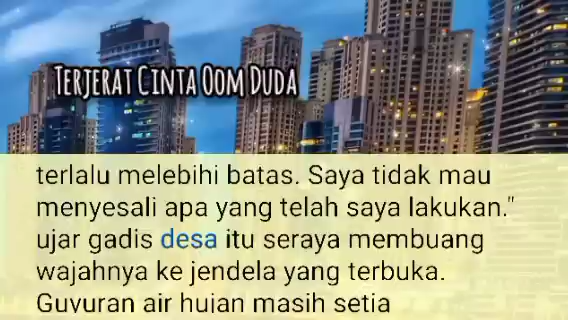 TERJERAT CINTA OOM DUDA
terlalu melebihi batas. Saya tidak mau
menyesali apa yang telah saya lakukan."
ujar gadis desa itu seraya membuang
wajahnya ke jendela yang terbuka.
Guyuran air hujan masih setia